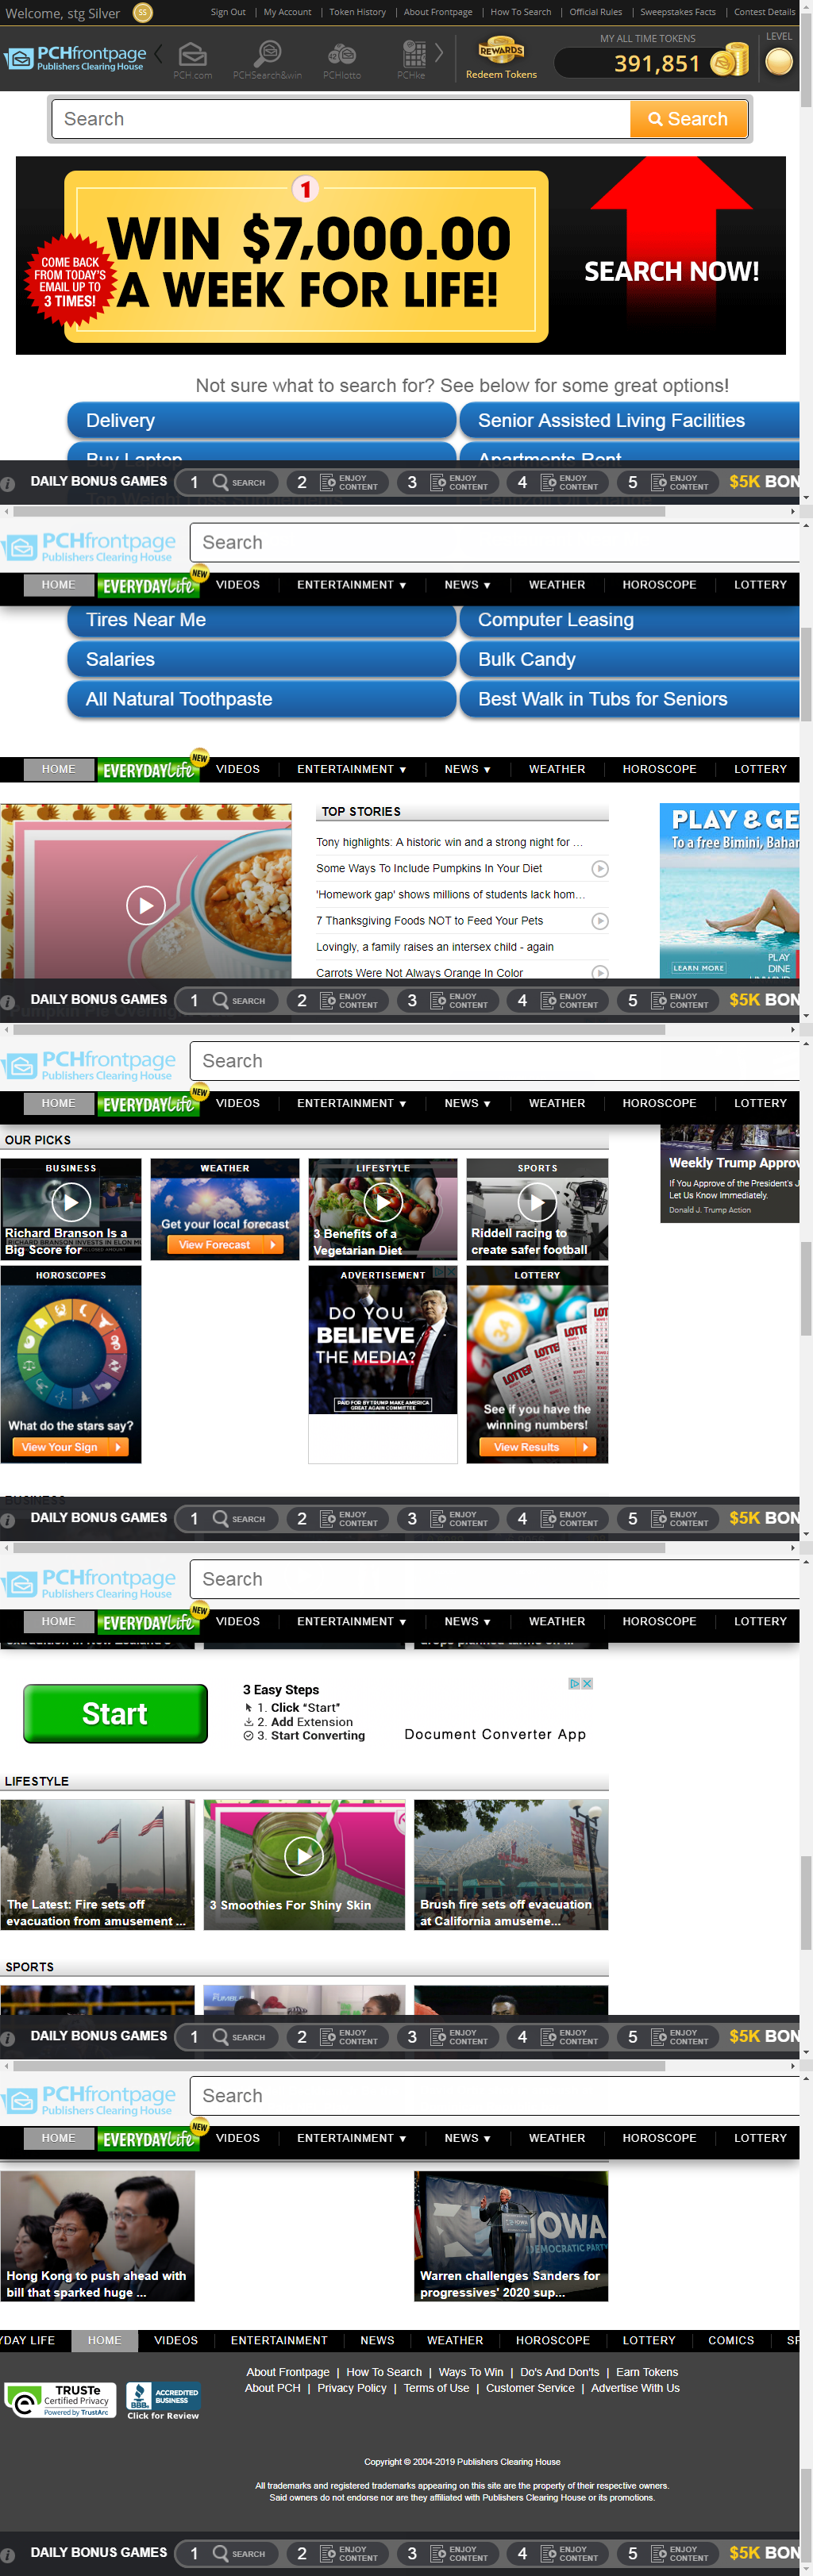 Welcome, stg Silver SS
Sign Out | My Account | Token History | About Frontpage | How To Search | Official Rules | Sweepstakes Facts | Contest Details
PCHfrontpage
Publishers Clearing House
PCH.com PCHSearch&win PCHlotto PCHke
REWARDS
Redeem Tokens
MY ALL TIME TOKENS
391,851
LEVEL
Search Search
1
WIN $7,000.00
A WEEK FOR LIFE!
COME BACK
FROM TODAY'S
EMAIL UP TO
3 TIMES!
SEARCH NOW!
Not sure what to search for? See below for some great options!
Delivery Senior Assisted Living Facilities
Buy Laptop Apartments Rent
DAILY BONUS GAMES 1 SEARCH 2 ENJOY CONTENT 3 ENJOY CONTENT 4 ENJOY CONTENT 5 ENJOY CONTENT $5K BON
PCHfrontpage
Publishers Clearing House
Search
HOME EVERYDAYLife NEW VIDEOS ENTERTAINMENT NEWS WEATHER HOROSCOPE LOTTERY
Tires Near Me Computer Leasing
Salaries Bulk Candy
All Natural Toothpaste Best Walk in Tubs for Seniors
HOME EVERYDAYLife NEW VIDEOS ENTERTAINMENT NEWS WEATHER HOROSCOPE LOTTERY
TOP STORIES
Tony highlights: A historic win and a strong night for ...
Some Ways To Include Pumpkins In Your Diet
'Homework gap' shows millions of students lack hom...
7 Thanksgiving Foods NOT to Feed Your Pets
Lovingly, a family raises an intersex child - again
Carrots Were Not Always Orange In Color
PLAY & GE
To a free Bimini, Bahar
LEARN MORE
PLAY
DINE
DAILY BONUS GAMES 1 SEARCH 2 ENJOY CONTENT 3 ENJOY CONTENT 4 ENJOY CONTENT 5 ENJOY CONTENT $5K BON
PCHfrontpage
Publishers Clearing House
Search
HOME EVERYDAYLife NEW VIDEOS ENTERTAINMENT NEWS WEATHER HOROSCOPE LOTTERY
OUR PICKS
Weekly Trump Approv
If You Approve of the President's J
Let Us Know Immediately.
Donald J. Trump Action
BUSINESS
Richard Branson Is a
Big Score for
WEATHER
Get your local forecast
View Forecast
LIFESTYLE
3 Benefits of a
Vegetarian Diet
SPORTS
Riddell racing to
create safer football
HOROSCOPES
What do the stars say?
View Your Sign
ADVERTISEMENT
DO YOU
BELIEVE
THE MEDIA?
PAID FOR BY TRUMP MAKE AMERICA
GREAT AGAIN COMMITTEE
LOTTERY
See if you have the
winning numbers!
View Results
BUSINESS
DAILY BONUS GAMES 1 SEARCH 2 ENJOY CONTENT 3 ENJOY CONTENT 4 ENJOY CONTENT 5 ENJOY CONTENT $5K BON
PCHfrontpage
Publishers Clearing House
Search
HOME EVERYDAYLife NEW VIDEOS ENTERTAINMENT NEWS WEATHER HOROSCOPE LOTTERY
Start
3 Easy Steps
1. Click "Start"
2. Add Extension
3. Start Converting
Document Converter App
LIFESTYLE
The Latest: Fire sets off
evacuation from amusement ...
3 Smoothies For Shiny Skin
Brush fire sets off evacuation
at California amuseme...
SPORTS
DAILY BONUS GAMES 1 SEARCH 2 ENJOY CONTENT 3 ENJOY CONTENT 4 ENJOY CONTENT 5 ENJOY CONTENT $5K BON
PCHfrontpage
Publishers Clearing House
Search
HOME EVERYDAYLife NEW VIDEOS ENTERTAINMENT NEWS WEATHER HOROSCOPE LOTTERY
Hong Kong to push ahead with
bill that sparked huge ...
IOWA
DEMOCRATIC PARTY
Warren challenges Sanders for
progressives' 2020 sup...
YDAY LIFE HOME VIDEOS ENTERTAINMENT NEWS WEATHER HOROSCOPE LOTTERY COMICS SP
About Frontpage | How To Search | Ways To Win | Do's And Don'ts | Earn Tokens
About PCH | Privacy Policy | Terms of Use | Customer Service | Advertise With Us
TRUSTe
Certified Privacy
Powered by TrustArc
BBB. ACCREDITED BUSINESS
Click for Review
Copyright © 2004-2019 Publishers Clearing House
All trademarks and registered trademarks appearing on this site are the property of their respective owners.
Said owners do not endorse nor are they affiliated with Publishers Clearing House or its promotions.
DAILY BONUS GAMES 1 SEARCH 2 ENJOY CONTENT 3 ENJOY CONTENT 4 ENJOY CONTENT 5 ENJOY CONTENT $5K BON